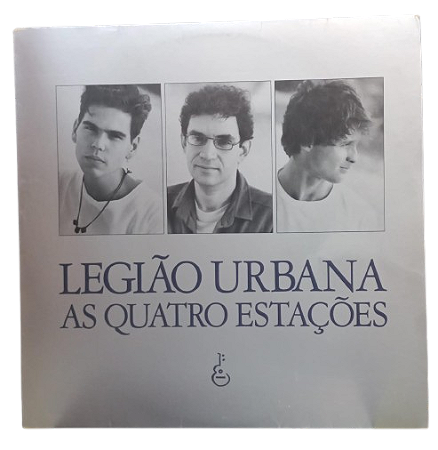 LEGIÃO URBANA
AS QUATRO ESTAÇÕES